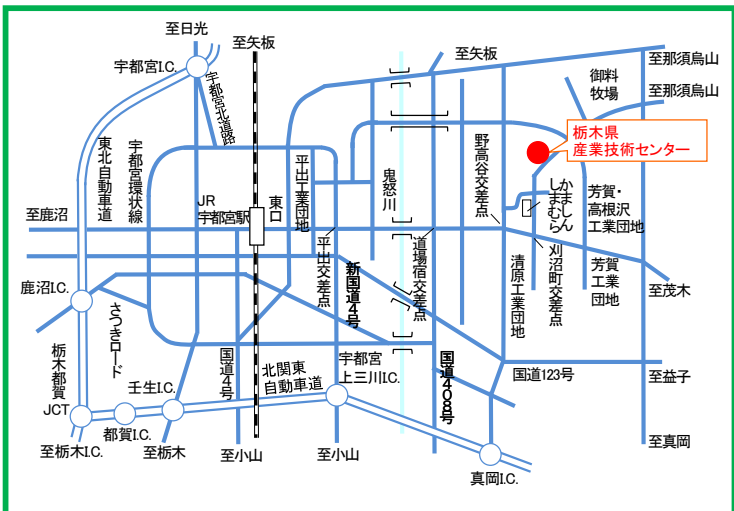 至日光
至矢板
宇都宮I.C.
宇都宮北道路
至矢板
至那須烏山
御料
牧場
至那須烏山
栃木県
産業技術センター
東北自動車道
宇都宮環状線
JR
宇都宮駅
東口
平出工業団地
鬼怒川
野高谷交差点
かましん
しまむら
芳賀・
高根沢
工業団地
至鹿沼
平出交差点
新国道4号
道場宿交差点
清原工業団地
刈沼町交差点
芳賀
工業
団地
至茂木
鹿沼I.C.
さつきロード
栃木都賀
JCT
壬生I.C.
国道4号
北関東
自動車道
宇都宮
上三川I.C.
国道408号
国道123号
至益子
都賀I.C.
至栃木I.C.
至栃木
至小山
至小山
至真岡
真岡I.C.